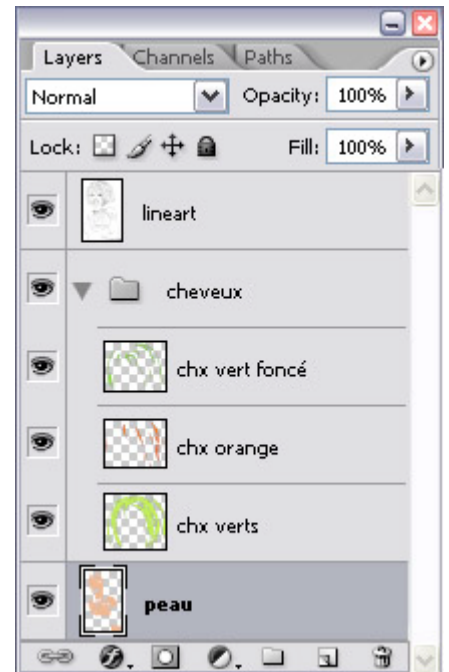 Layers Channels Paths
Normal Opacity: 100%
Lock: Fill: 100%
lineart
cheveux
chx vert foncé
chx orange
chx verts
peau